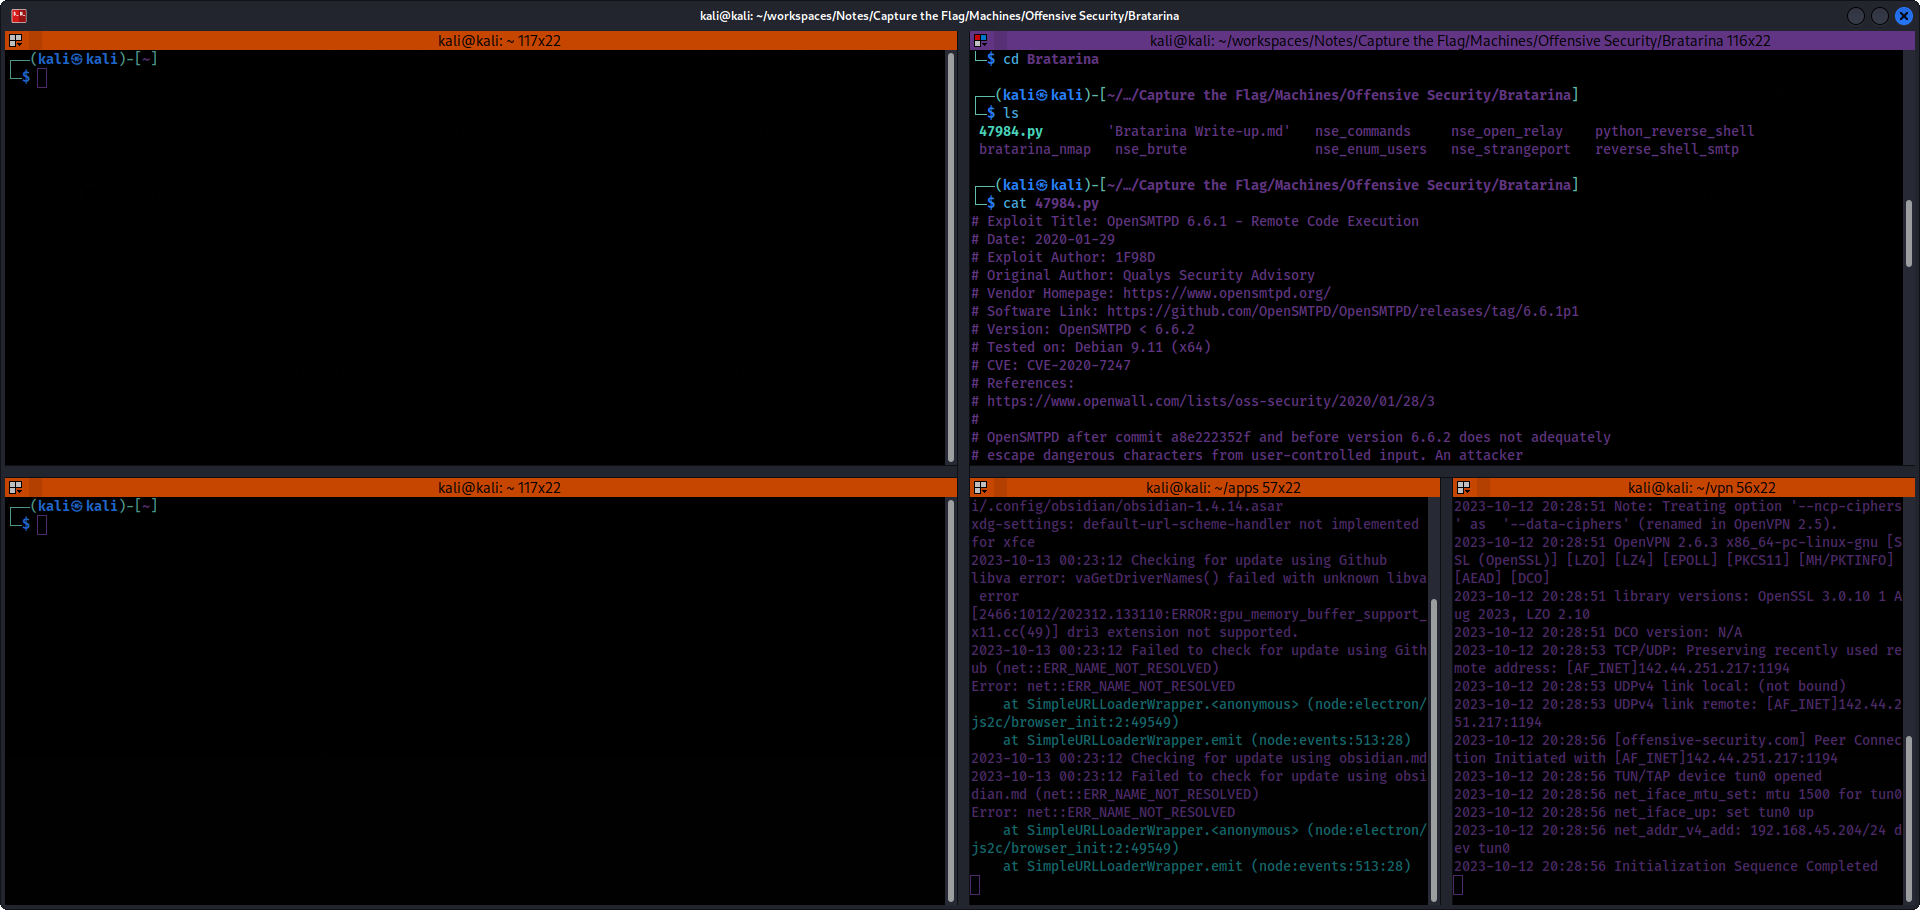 kali@kali: ~/workspaces/Notes/Capture the Flag/Machines/Offensive Security/Bratarina
kali@kali: ~ 117x22
┌──(kali㉿kali)-[~]
└─$
kali@kali: ~/workspaces/Notes/Capture the Flag/Machines/Offensive Security/Bratarina 116x22
└─$ cd Bratarina
┌──(kali㉿kali)-[~/…/Capture the Flag/Machines/Offensive Security/Bratarina]
└─$ ls
47984.py 'Bratarina Write-up.md' nse_commands nse_open_relay python_reverse_shell
bratarina_nmap nse_brute nse_enum_users nse_strangeport reverse_shell_smtp
┌──(kali㉿kali)-[~/…/Capture the Flag/Machines/Offensive Security/Bratarina]
└─$ cat 47984.py
# Exploit Title: OpenSMTPD 6.6.1 - Remote Code Execution
# Date: 2020-01-29
# Exploit Author: 1F98D
# Original Author: Qualys Security Advisory
# Vendor Homepage: https://www.opensmtpd.org/
# Software Link: https://github.com/OpenSMTPD/OpenSMTPD/releases/tag/6.6.1p1
# Version: OpenSMTPD < 6.6.2
# Tested on: Debian 9.11 (x64)
# CVE: CVE-2020-7247
# References:
# https://www.openwall.com/lists/oss-security/2020/01/28/3
#
# OpenSMTPD after commit a8e222352f and before version 6.6.2 does not adequately
# escape dangerous characters from user-controlled input. An attacker
kali@kali: ~ 117x22
┌──(kali㉿kali)-[~]
└─$
kali@kali: ~/apps 57x22
i/.config/obsidian/obsidian-1.4.14.asar
xdg-settings: default-url-scheme-handler not implemented
for xfce
2023-10-13 00:23:12 Checking for update using Github
libva error: vaGetDriverNames() failed with unknown libva
error
[2466:1012/202312.133110:ERROR:gpu_memory_buffer_support_
x11.cc(49)] dri3 extension not supported.
2023-10-13 00:23:12 Failed to check for update using Gith
ub (net::ERR_NAME_NOT_RESOLVED)
Error: net::ERR_NAME_NOT_RESOLVED
at SimpleURLLoaderWrapper.<anonymous> (node:electron/
js2c/browser_init:2:49549)
at SimpleURLLoaderWrapper.emit (node:events:513:28)
2023-10-13 00:23:12 Checking for update using obsidian.md
2023-10-13 00:23:12 Failed to check for update using obsi
dian.md (net::ERR_NAME_NOT_RESOLVED)
Error: net::ERR_NAME_NOT_RESOLVED
at SimpleURLLoaderWrapper.<anonymous> (node:electron/
js2c/browser_init:2:49549)
at SimpleURLLoaderWrapper.emit (node:events:513:28)
kali@kali: ~/vpn 56x22
2023-10-12 20:28:51 Note: Treating option '--ncp-ciphers
' as '--data-ciphers' (renamed in OpenVPN 2.5).
2023-10-12 20:28:51 OpenVPN 2.6.3 x86_64-pc-linux-gnu [S
SL (OpenSSL)] [LZO] [LZ4] [EPOLL] [PKCS11] [MH/PKTINFO]
[AEAD] [DCO]
2023-10-12 20:28:51 library versions: OpenSSL 3.0.10 1 A
ug 2023, LZO 2.10
2023-10-12 20:28:51 DCO version: N/A
2023-10-12 20:28:53 TCP/UDP: Preserving recently used re
mote address: [AF_INET]142.44.251.217:1194
2023-10-12 20:28:53 UDPv4 link local: (not bound)
2023-10-12 20:28:53 UDPv4 link remote: [AF_INET]142.44.2
51.217:1194
2023-10-12 20:28:56 [offensive-security.com] Peer Connec
tion Initiated with [AF_INET]142.44.251.217:1194
2023-10-12 20:28:56 TUN/TAP device tun0 opened
2023-10-12 20:28:56 net_iface_mtu_set: mtu 1500 for tun0
2023-10-12 20:28:56 net_iface_up: set tun0 up
2023-10-12 20:28:56 net_addr_v4_add: 192.168.45.204/24 d
ev tun0
2023-10-12 20:28:56 Initialization Sequence Completed